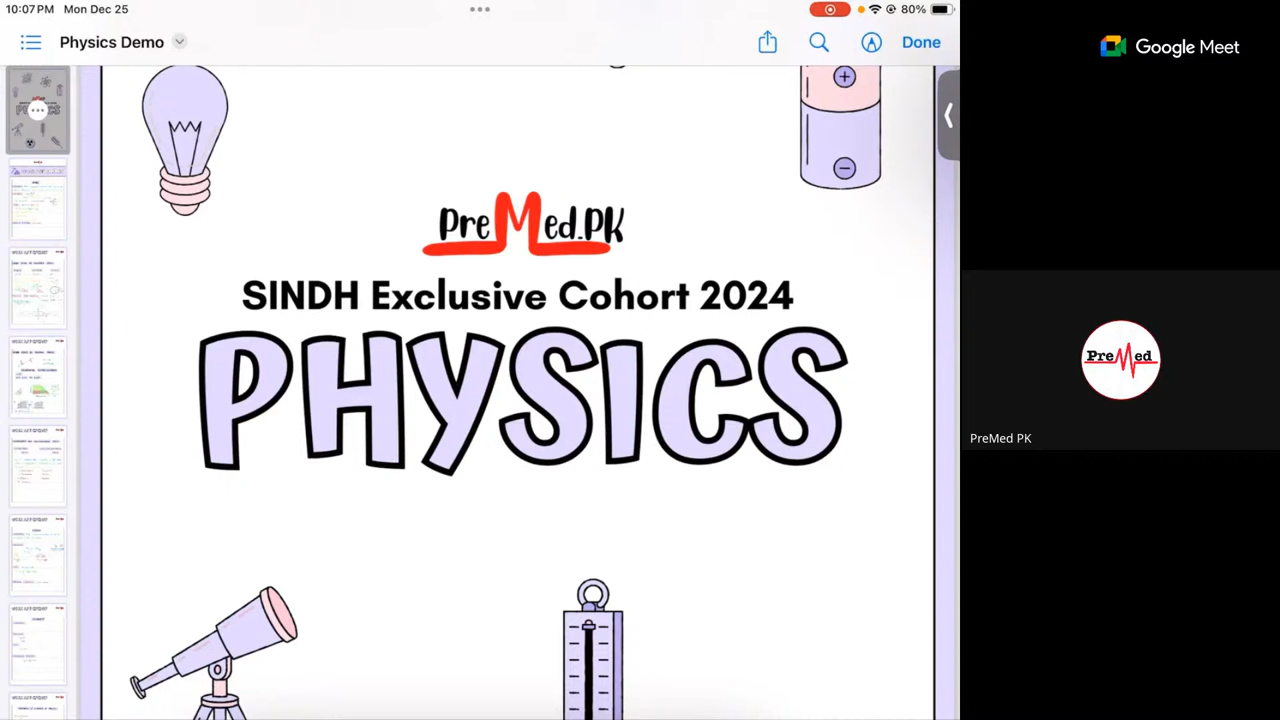 10:07 PM Mon Dec 25
80%
Physics Demo
Done
Google Meet
PreMed.PK
SINDH Exclusive Cohort 2024
PHYSICS
PreMed
PreMed PK